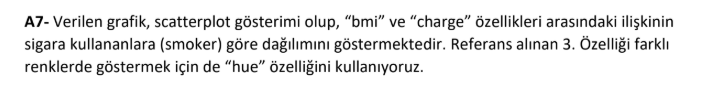 A7- Verilen grafik, scatterplot gösterimi olup, “bmi” ve “charge” özellikleri arasındaki ilişkinin
sigara kullananlara (smoker) göre dağılımını göstermektedir. Referans alınan 3. Özelliği farklı
renklerde göstermek için de “hue” özelliğini kullanıyoruz.